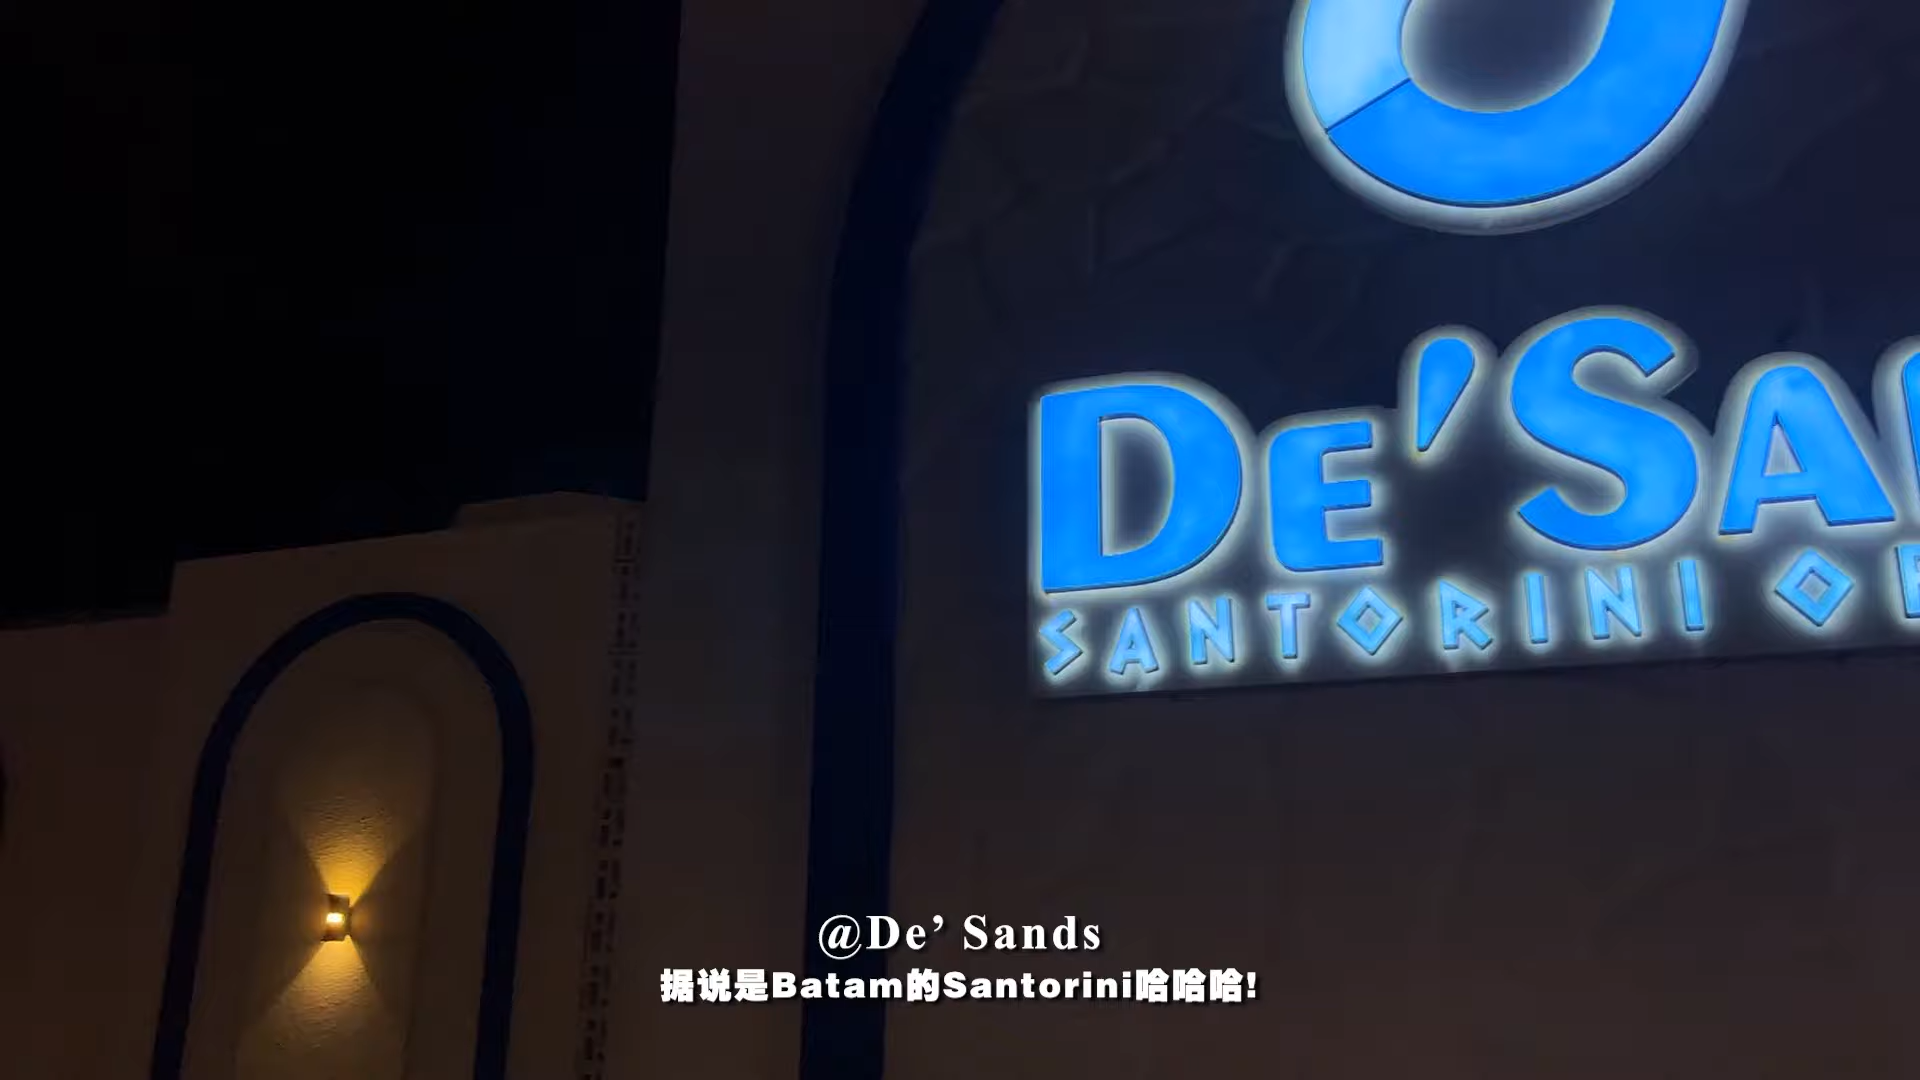 DE'SA
SANTORINI O
@De’ Sands
据说是Batam的Santorini哈哈哈!